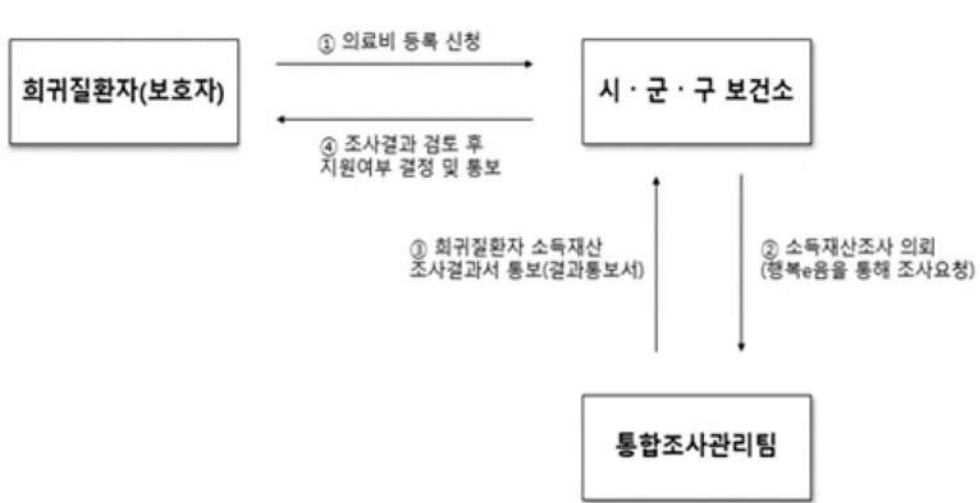 ① 의료비 등록 신청
희귀질환자(보호자)
시 · 군 · 구 보건소
④ 조사결과 검토 후
지원여부 결정 및 통보
③ 희귀질환자 소득재산
조사결과서 통보(결과통보서)
② 소득재산조사 의뢰
(행복e음을 통해 조사요청)
통합조사관리팀